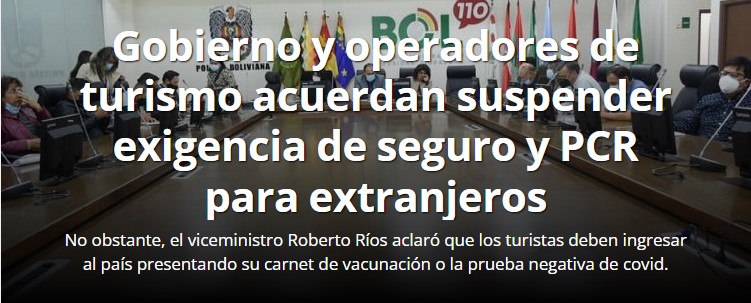 BOL 110
POLICÍA BOLIVIANA
Gobierno y operadores de
turismo acuerdan suspender
exigencia de seguro y PCR
para extranjeros
No obstante, el viceministro Roberto Ríos aclaró que los turistas deben ingresar
al país presentando su carnet de vacunación o la prueba negativa de covid.